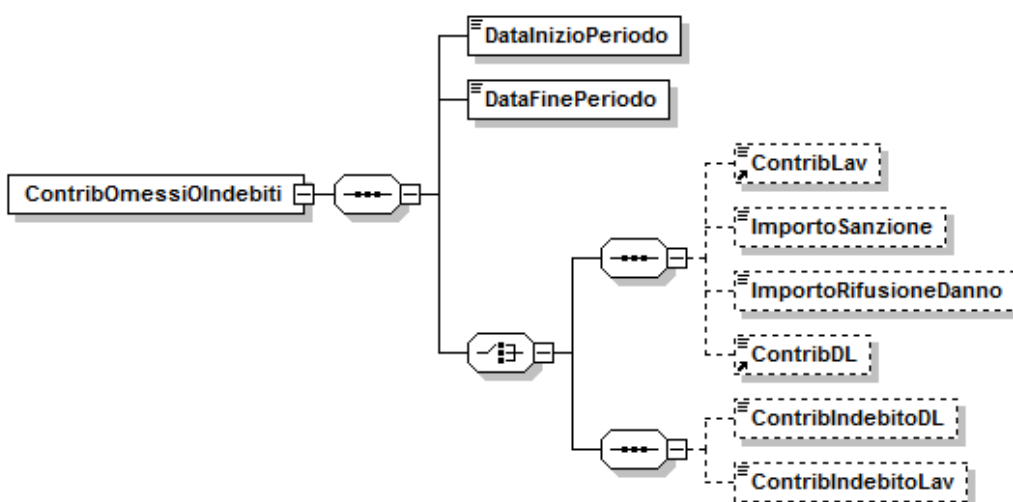 DataInizioPeriodo
DataFinePeriodo
ContribOmessiOIndebiti
ContribLav
ImportoSanzione
ImportoRifusioneDanno
ContribDL
ContribIndebitoDL
ContribIndebitoLav